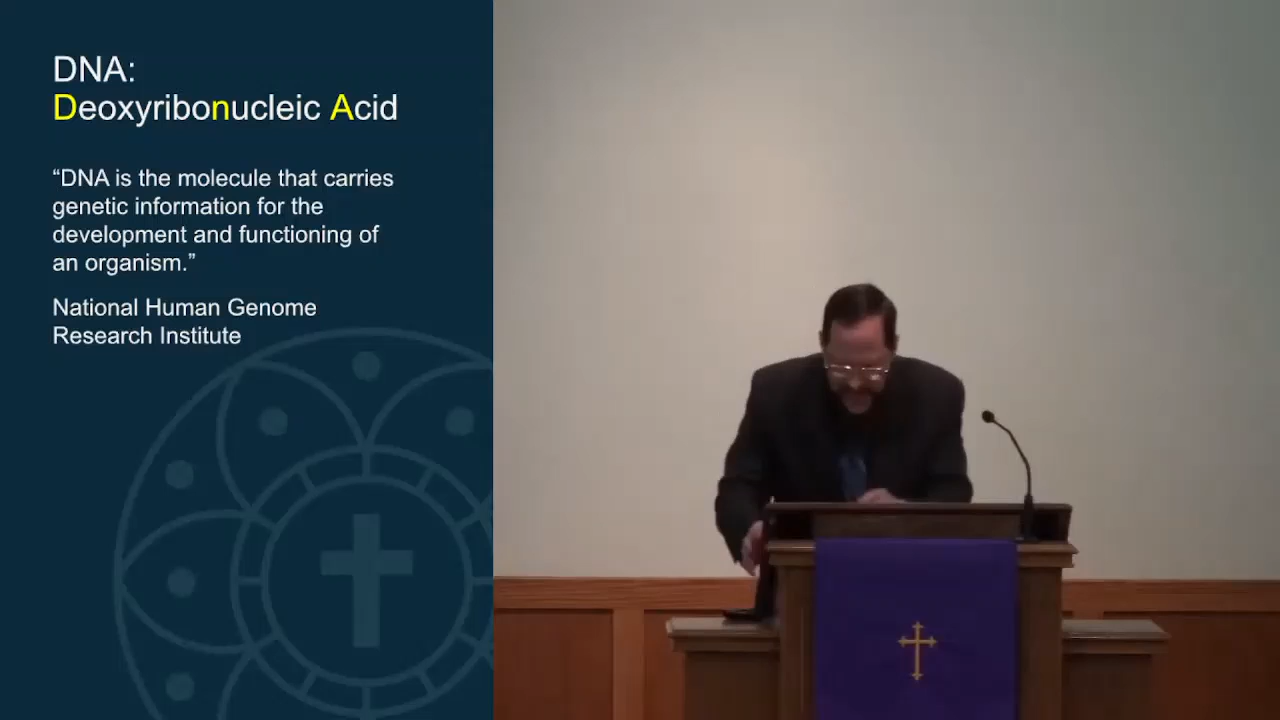 DNA:
Deoxyribonucleic Acid
“DNA is the molecule that carries
genetic information for the
development and functioning of
an organism.”
National Human Genome
Research Institute